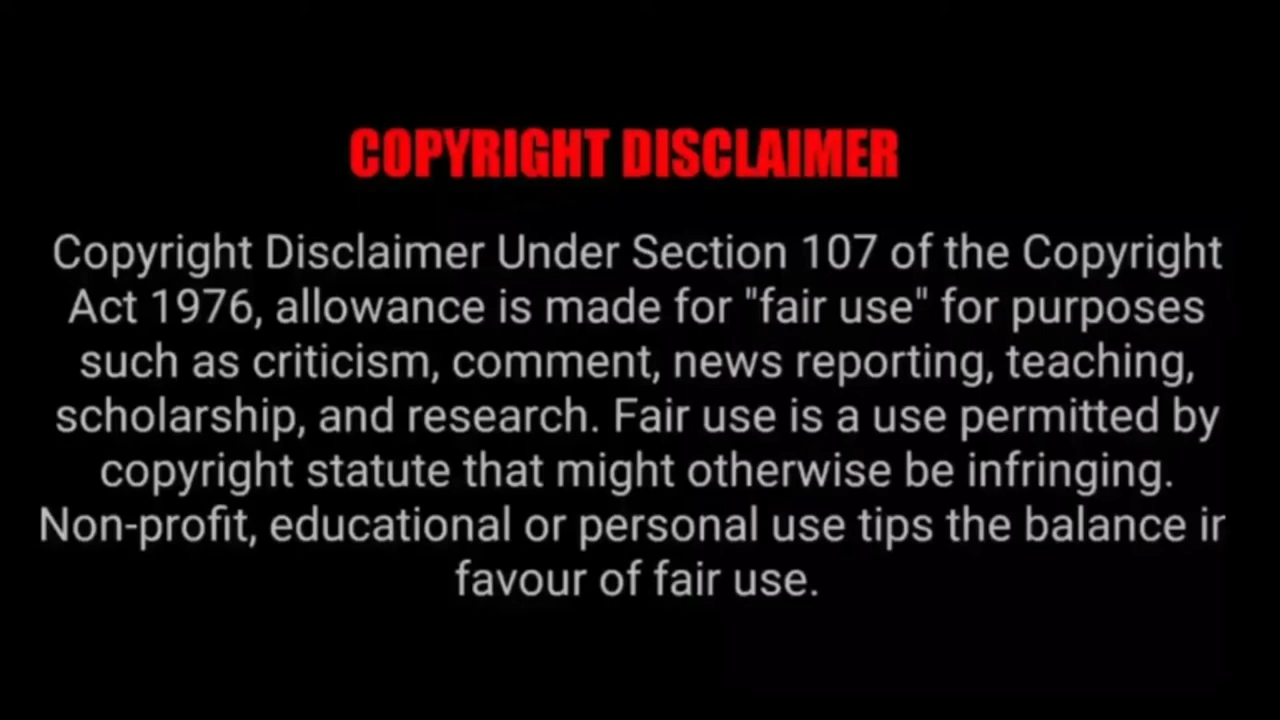 COPYRIGHT DISCLAIMER
Copyright Disclaimer Under Section 107 of the Copyright
Act 1976, allowance is made for "fair use" for purposes
such as criticism, comment, news reporting, teaching,
scholarship, and research. Fair use is a use permitted by
copyright statute that might otherwise be infringing.
Non-profit, educational or personal use tips the balance in
favour of fair use.